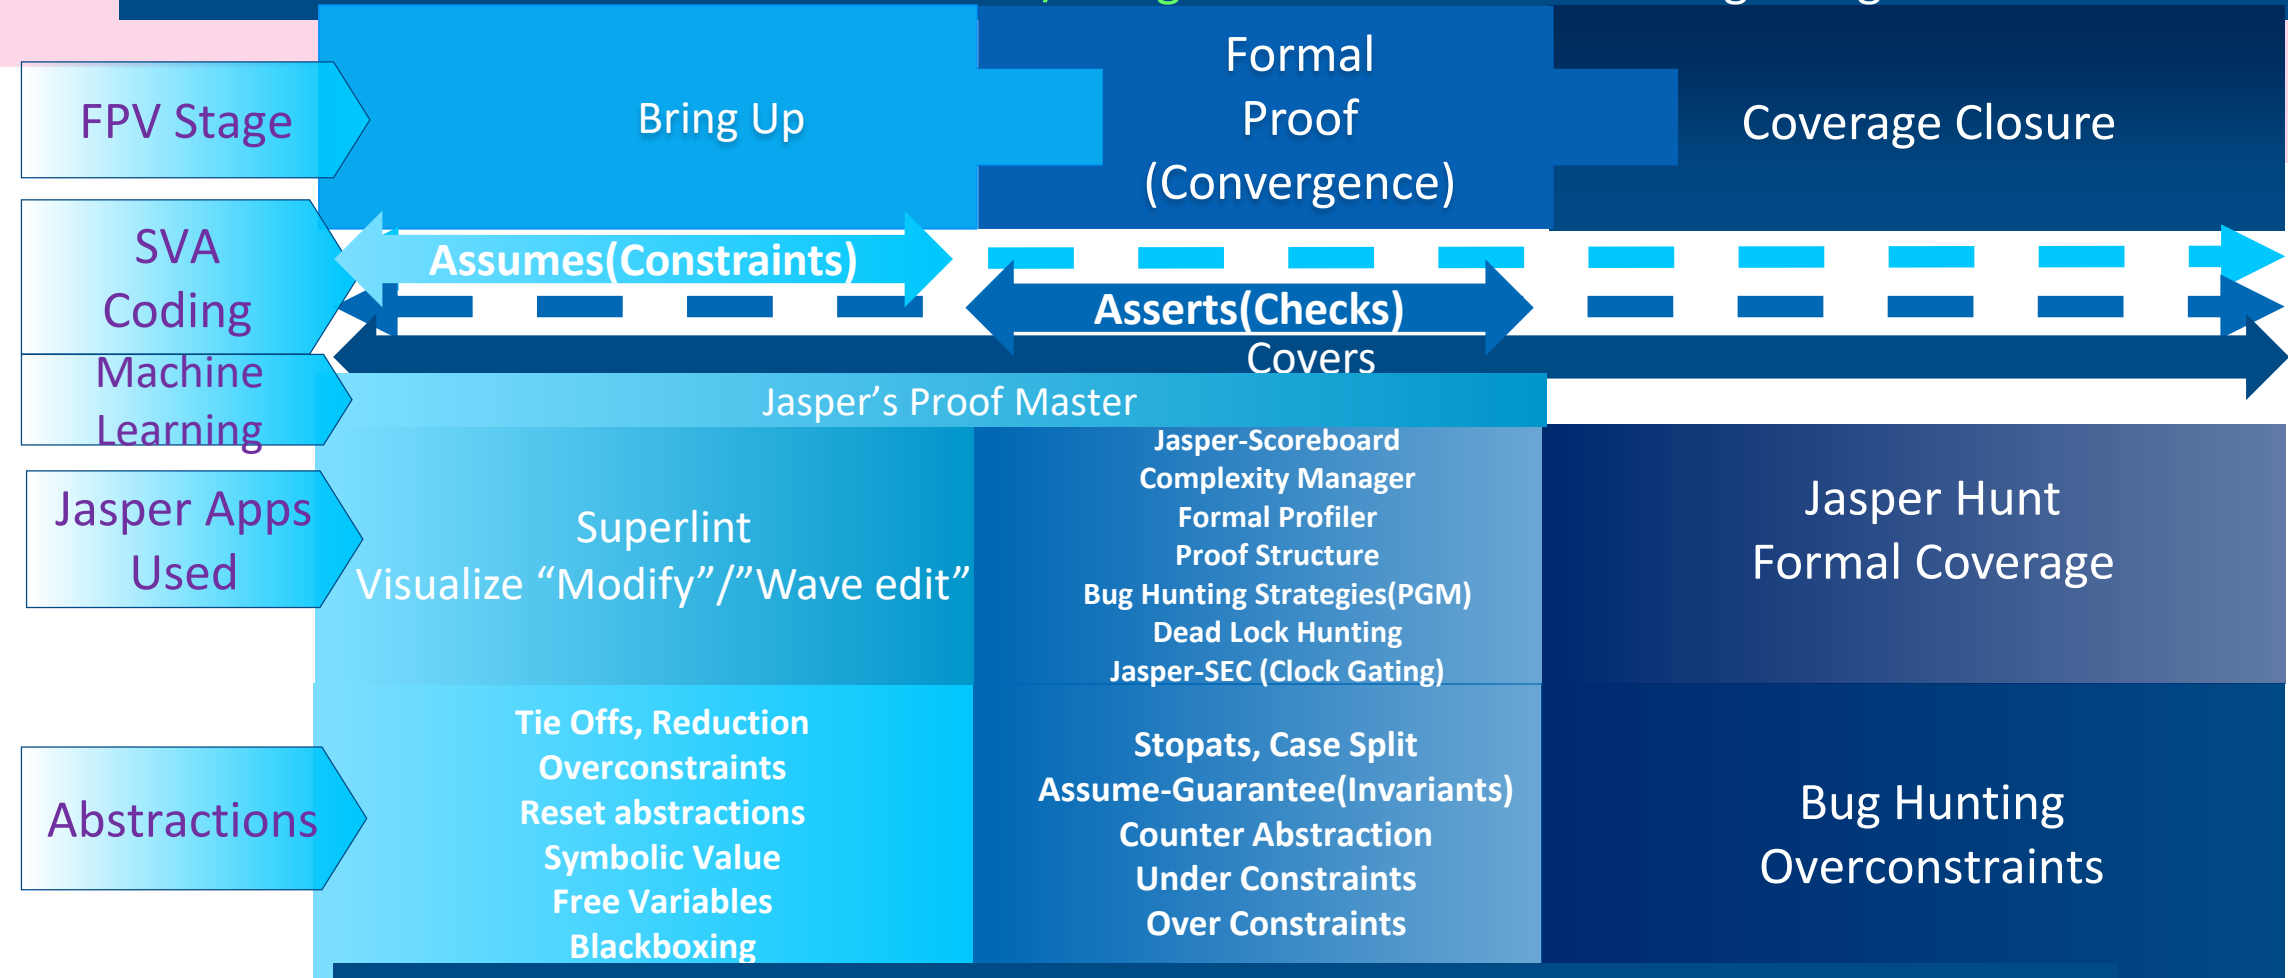 FPV Stage
Bring Up
Formal
Proof
(Convergence)
Coverage Closure
SVA
Coding
Assumes(Constraints)
Asserts(Checks)
Covers
Machine
Learning
Jasper’s Proof Master
Jasper Apps
Used
Superlint
Visualize “Modify”/”Wave edit”
Jasper-Scoreboard
Complexity Manager
Formal Profiler
Proof Structure
Bug Hunting Strategies(PGM)
Dead Lock Hunting
Jasper-SEC (Clock Gating)
Jasper Hunt
Formal Coverage
Abstractions
Tie Offs, Reduction
Overconstraints
Reset abstractions
Symbolic Value
Free Variables
Blackboxing
Stopats, Case Split
Assume-Guarantee(Invariants)
Counter Abstraction
Under Constraints
Over Constraints
Bug Hunting
Overconstraints